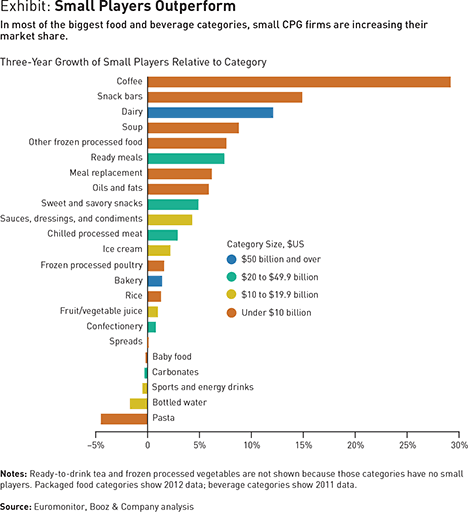 Exhibit: Small Players Outperform
In most of the biggest food and beverage categories, small CPG firms are increasing their
market share.
Three-Year Growth of Small Players Relative to Category
Coffee
Snack bars
Dairy
Soup
Other frozen processed food
Ready meals
Meal replacement
Oils and fats
Sweet and savory snacks
Sauces, dressings, and condiments
Chilled processed meat
Ice cream
Frozen processed poultry
Bakery
Rice
Fruit/vegetable juice
Confectionery
Spreads
Baby food
Carbonates
Sports and energy drinks
Bottled water
Pasta
Category Size, $US
$50 billion and over
$20 to $49.9 billion
$10 to $19.9 billion
Under $10 billion
–5% 0 5% 10% 15% 20% 25% 30%
Notes: Ready-to-drink tea and frozen processed vegetables are not shown because those categories have no small
players. Packaged food categories show 2012 data; beverage categories show 2011 data.
Source: Euromonitor, Booz & Company analysis